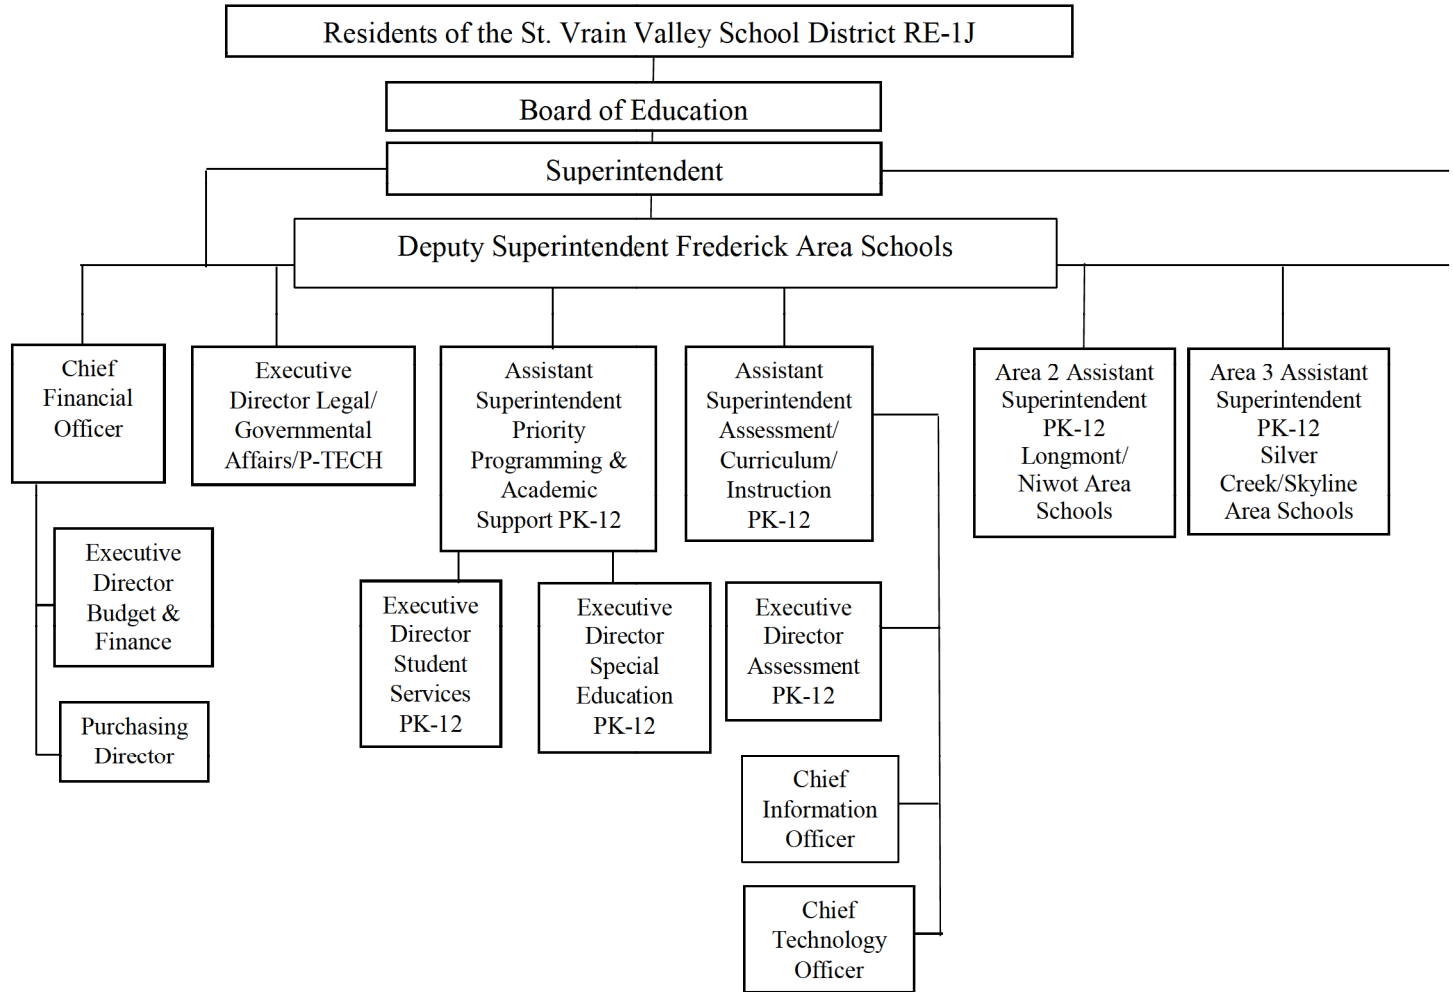 Residents of the St. Vrain Valley School District RE-1J
Board of Education
Superintendent
Deputy Superintendent Frederick Area Schools
Chief
Financial
Officer
Executive
Director Legal/
Governmental
Affairs/P-TECH
Assistant
Superintendent
Priority
Programming &
Academic
Support PK-12
Assistant
Superintendent
Assessment/
Curriculum/
Instruction
PK-12
Area 2 Assistant
Superintendent
PK-12
Longmont/
Niwot Area
Schools
Area 3 Assistant
Superintendent
PK-12
Silver
Creek/Skyline
Area Schools
Executive
Director
Budget &
Finance
Purchasing
Director
Executive
Director
Student
Services
PK-12
Executive
Director
Special
Education
PK-12
Executive
Director
Assessment
PK-12
Chief
Information
Officer
Chief
Technology
Officer